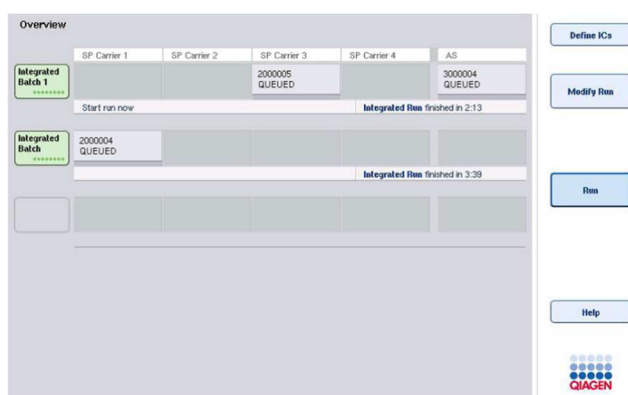 Overview
Define ICs
SP Carrier 1 SP Carrier 2 SP Carrier 3 SP Carrier 4 AS
Integrated
Batch 1
********
2000005
QUEUED
3000004
QUEUED
Modify Run
Start run now Integrated Run finished in 2:13
Integrated
Batch
********
2000004
QUEUED
Integrated Run finished in 3:39
Run
Help
QIAGEN